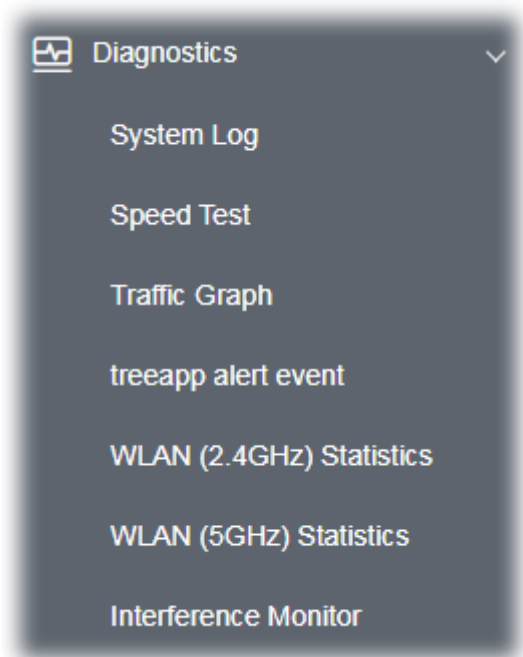 Diagnostics
System Log
Speed Test
Traffic Graph
treeapp alert event
WLAN (2.4GHz) Statistics
WLAN (5GHz) Statistics
Interference Monitor